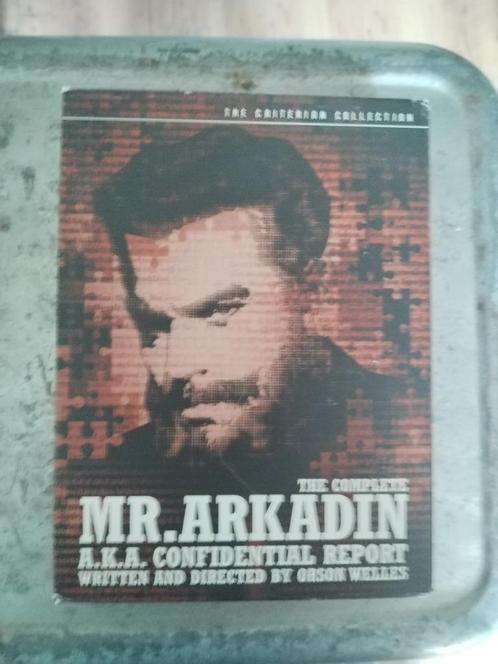 THE CRITERION COLLECTION
THE COMPLETE
MR. ARKADIN
A.K.A. CONFIDENTIAL REPORT
WRITTEN AND DIRECTED BY ORSON WELLES